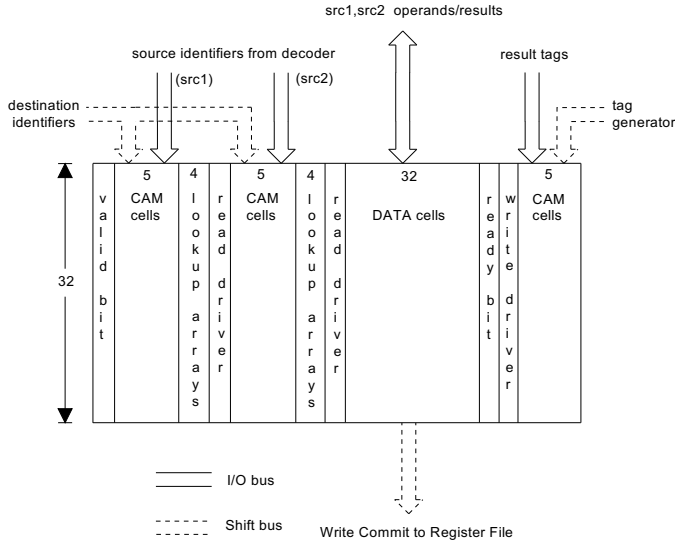 src1,src2 operands/results
source identifiers from decoder
(src1)
(src2)
result tags
destination
identifiers
tag
generator
5
4
5
4
32
5
CAM
cells
CAM
cells
DATA cells
CAM
cells
valid bit
lookup arrays
read driver
lookup arrays
read driver
ready bit
write driver
32
I/O bus
Shift bus
Write Commit to Register File